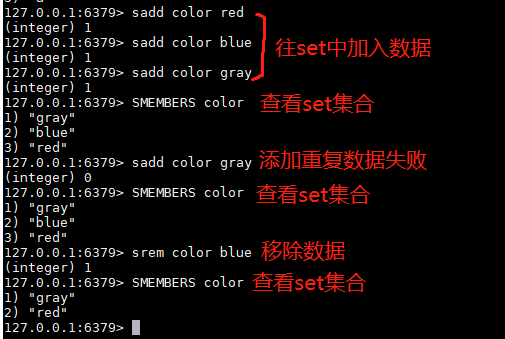 127.0.0.1:6379> sadd color red
(integer) 1
127.0.0.1:6379> sadd color blue
(integer) 1
127.0.0.1:6379> sadd color gray
(integer) 1
往set中加入数据
127.0.0.1:6379> SMEMBERS color 查看set集合
1) "gray"
2) "blue"
3) "red"
127.0.0.1:6379> sadd color gray 添加重复数据失败
(integer) 0
127.0.0.1:6379> SMEMBERS color 查看set集合
1) "gray"
2) "blue"
3) "red"
127.0.0.1:6379> srem color blue 移除数据
(integer) 1
127.0.0.1:6379> SMEMBERS color 查看set集合
1) "gray"
2) "red"
127.0.0.1:6379>